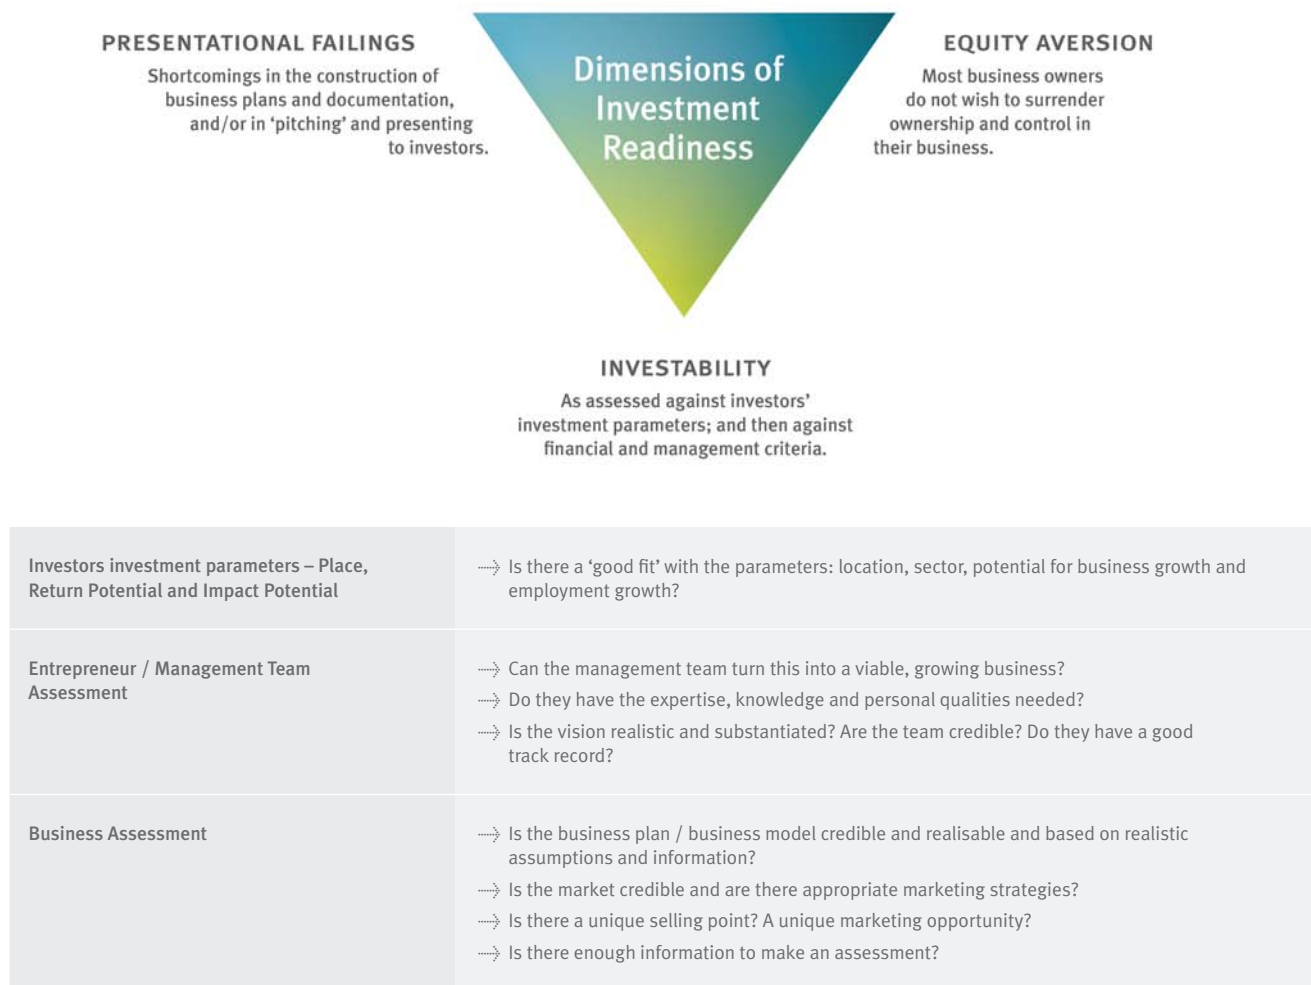 PRESENTATIONAL FAILINGS
Shortcomings in the construction of
business plans and documentation,
and/or in ‘pitching’ and presenting
to investors.
Dimensions of
Investment
Readiness
EQUITY AVERSION
Most business owners
do not wish to surrender
ownership and control in
their business.
INVESTABILITY
As assessed against investors’
investment parameters; and then against
financial and management criteria.
Investors investment parameters – Place,
Return Potential and Impact Potential
Is there a ‘good fit’ with the parameters: location, sector, potential for business growth and
employment growth?
Entrepreneur / Management Team
Assessment
Can the management team turn this into a viable, growing business?
Do they have the expertise, knowledge and personal qualities needed?
Is the vision realistic and substantiated? Are the team credible? Do they have a good
track record?
Business Assessment
Is the business plan / business model credible and realisable and based on realistic
assumptions and information?
Is the market credible and are there appropriate marketing strategies?
Is there a unique selling point? A unique marketing opportunity?
Is there enough information to make an assessment?